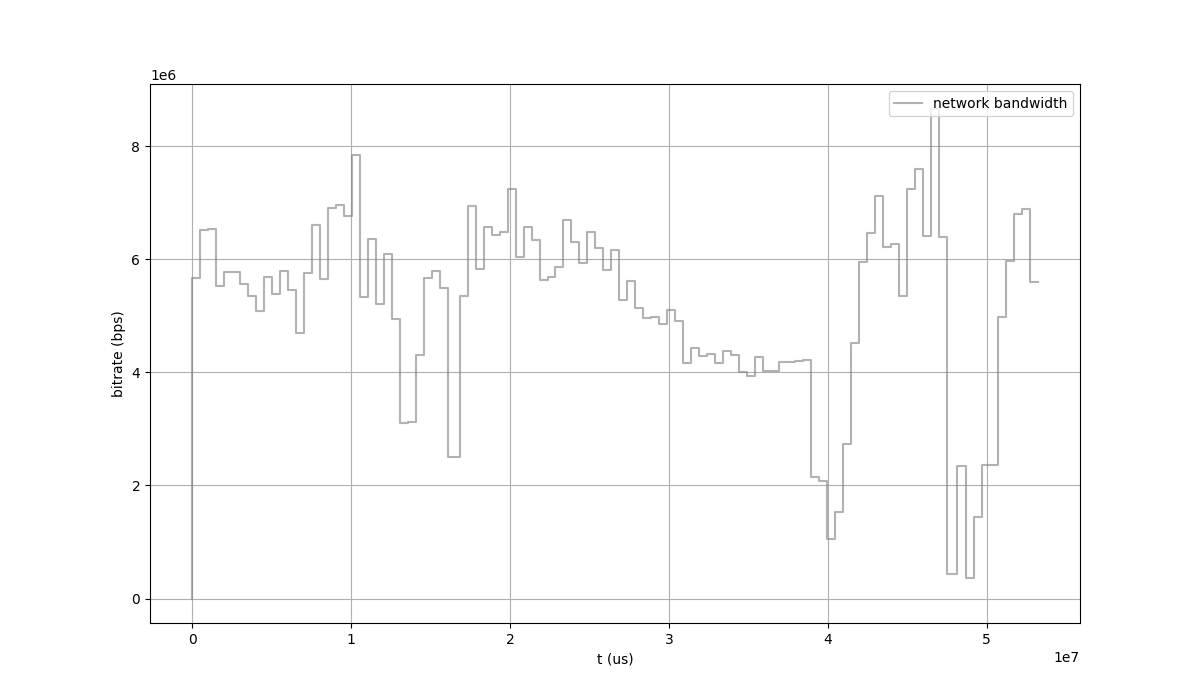 1e6
network bandwidth
8
6
4
2
0
bitrate (bps)
0 1 2 3 4 5
t (us)
1e7